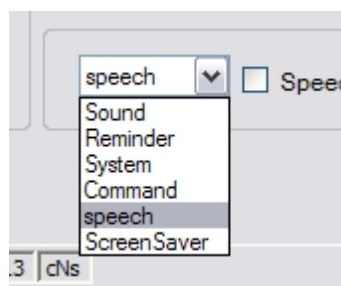 speech Speec
Sound
Reminder
System
Command
speech
ScreenSaver
.3 cNs